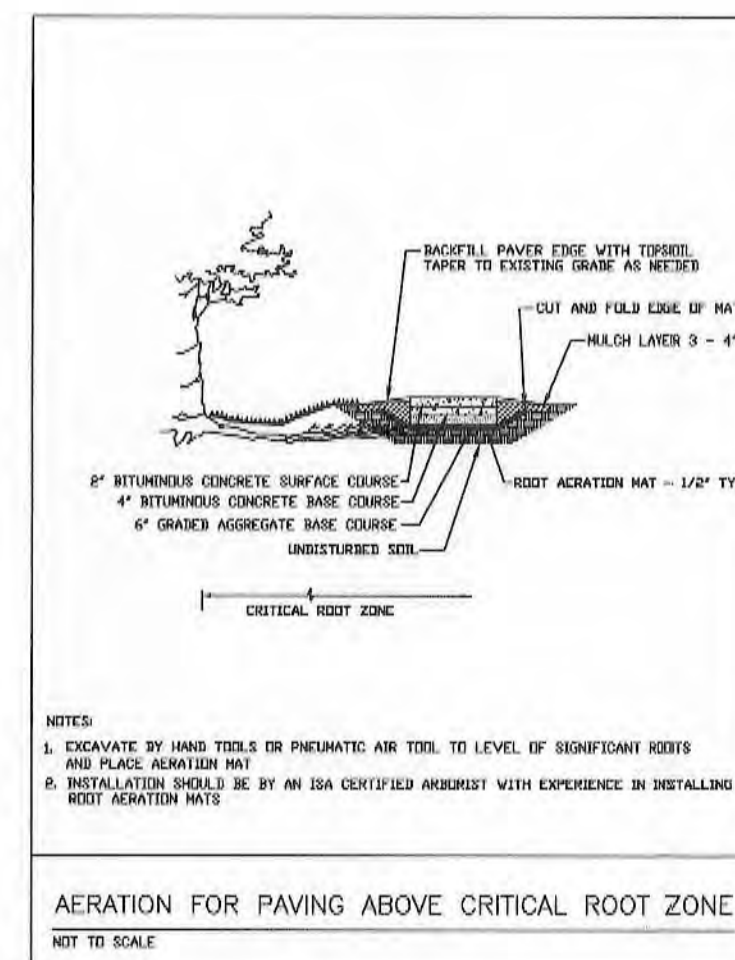 BACKFILL PAVER EDGE WITH TOPSIOIL
TAPER TO EXISTING GRADE AS NEEDED
CUT AND FOLD EDGE OF MA
MULCH LAYEIR 3 - 4"
2" BITUMINOUS CONCRETE SURFACE COURSE
4" BITUMINOUS CONCRETE BASE COURSE
6" GRADED AGGREGATE BASE COURSE
UNDISTURBED SOIL
ROOT AERATION MAT - 1/2" TY
CRITICAL ROOT ZONE
NOTES:
1. EXCAVATE BY HAND TOOLS OR PNEUMATIC AIR TOOL TO LEVEL OF SIGNIFICANT ROOTS
AND PLACE AERATION MAT
2. INSTALLATION SHOULD BE BY AN ISA CERTIFIED ARBORIST WITH EXPERIENCE IN INSTALLING
ROOT AERATION MATS
AERATION FOR PAVING ABOVE CRITICAL ROOT ZONE
NOT TO SCALE